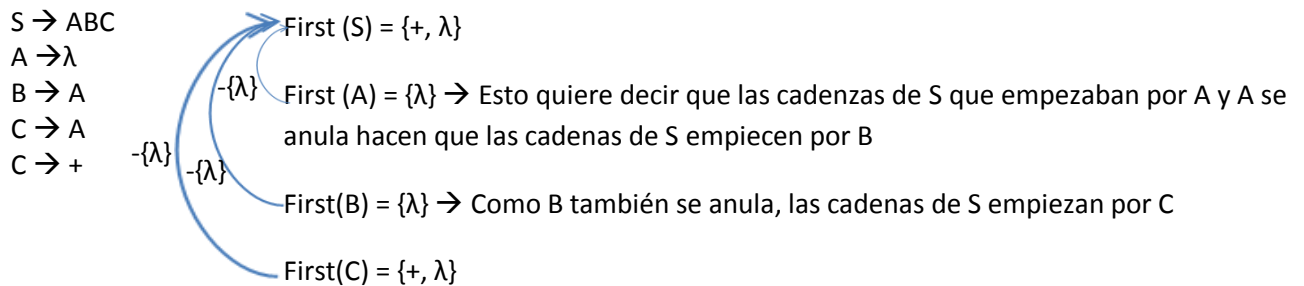 S → ABC
A →λ
B → A
C → A
C → +
First (S) = {+, λ}
-{λ}
First (A) = {λ} → Esto quiere decir que las cadenzas de S que empezaban por A y A se
anula hacen que las cadenas de S empiecen por B
-{λ}
-{λ}
First(B) = {λ} → Como B también se anula, las cadenas de S empiezan por C
First(C) = {+, λ}